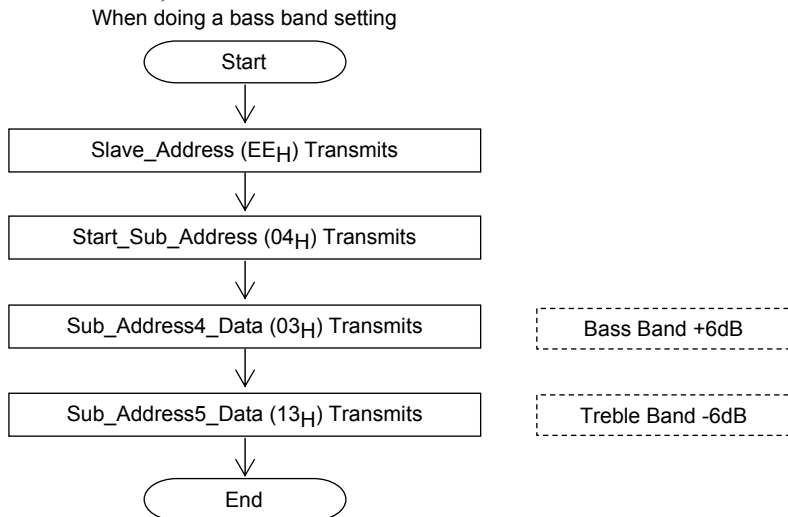 When doing a bass band setting
Start
Slave_Address (EEH) Transmits
Start_Sub_Address (04H) Transmits
Sub_Address4_Data (03H) Transmits
Bass Band +6dB
Sub_Address5_Data (13H) Transmits
Treble Band -6dB
End